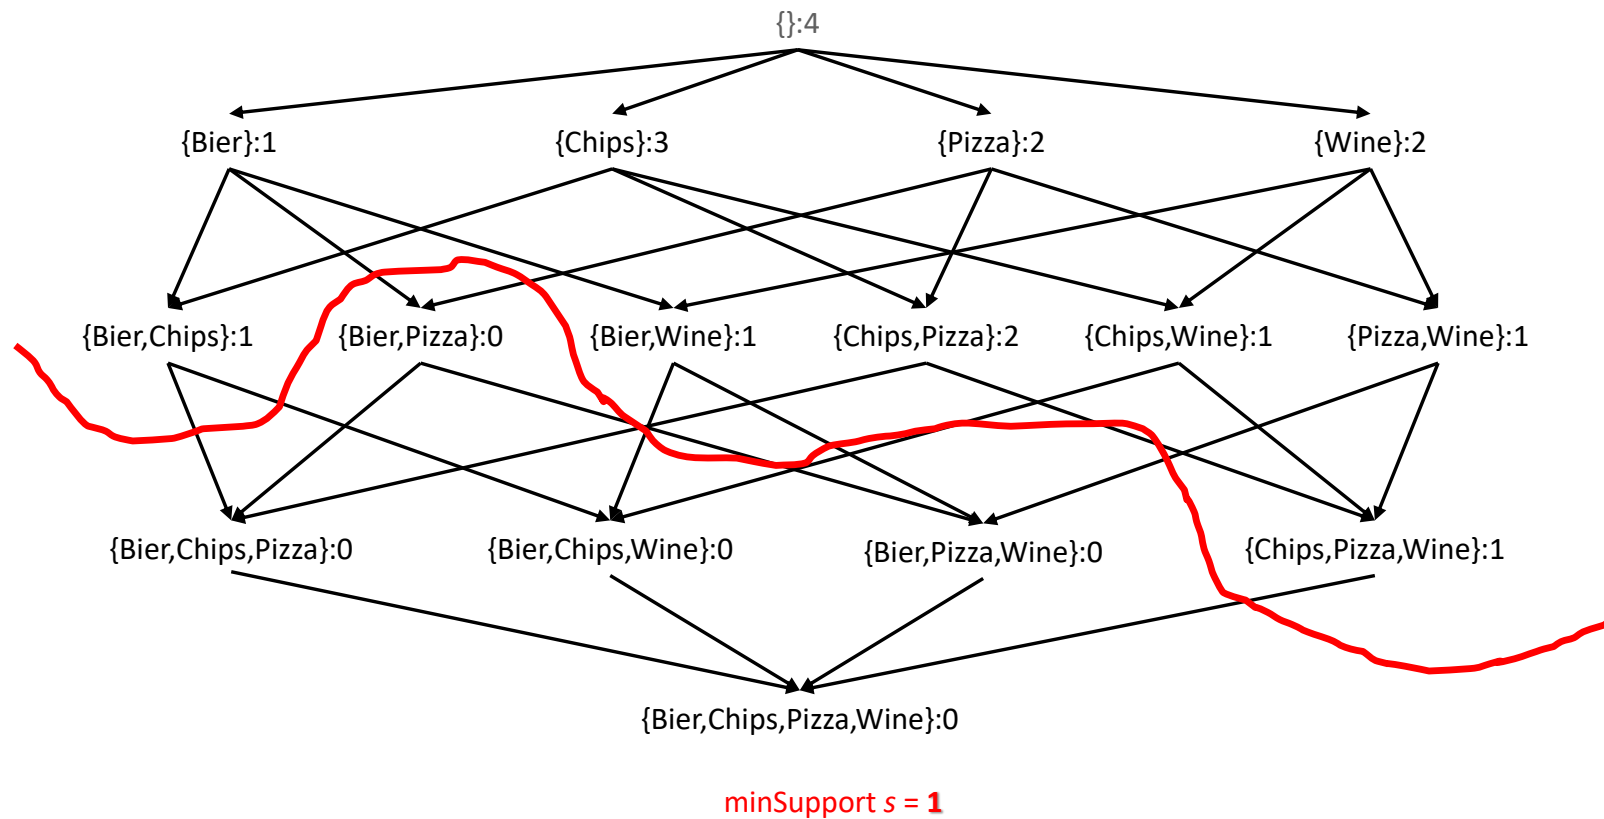 {}:4
{Bier}:1 {Chips}:3 {Pizza}:2 {Wine}:2
{Bier,Chips}:1 {Bier,Pizza}:0 {Bier,Wine}:1 {Chips,Pizza}:2 {Chips,Wine}:1 {Pizza,Wine}:1
{Bier,Chips,Pizza}:0 {Bier,Chips,Wine}:0 {Bier,Pizza,Wine}:0 {Chips,Pizza,Wine}:1
{Bier,Chips,Pizza,Wine}:0
minSupport s = 1